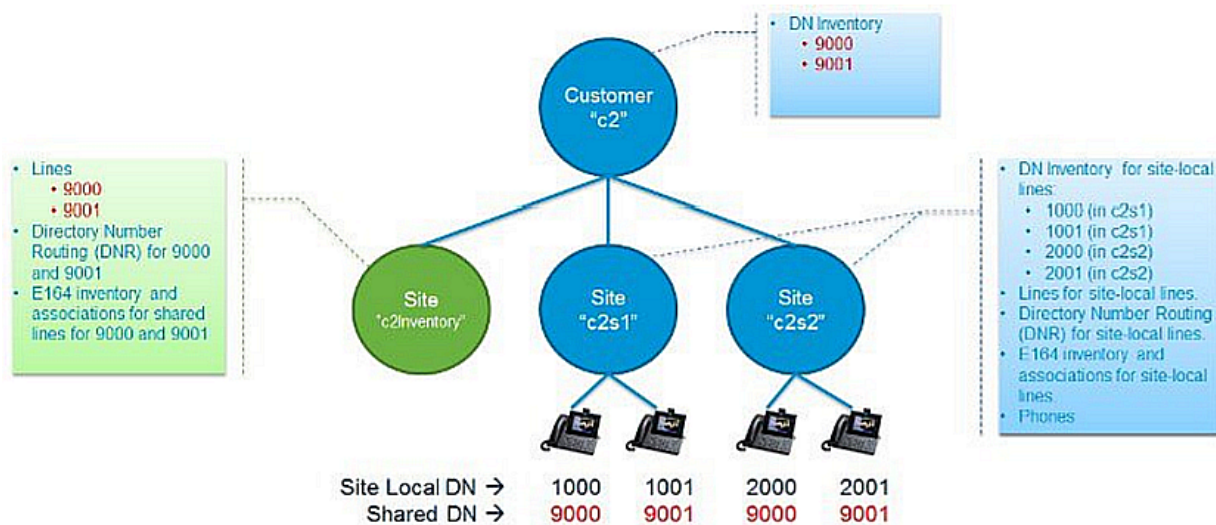 • DN Inventory
• 9000
• 9001
Customer
"c2"
• Lines
• 9000
• 9001
• Directory Number
Routing (DNR) for 9000
and 9001
• E164 inventory and
associations for shared
lines for 9000 and 9001
Site
"c2Inventory"
Site
"c2s1"
Site
"c2s2"
• DN Inventory for site-local
lines:
• 1000 (in c2s1)
• 1001 (in c2s1)
• 2000 (in c2s2)
• 2001 (in c2s2)
• Lines for site-local lines.
• Directory Number Routing
(DNR) for site-local lines.
• E164 inventory and
associations for site-local
lines.
• Phones
Site Local DN → 1000 1001 2000 2001
Shared DN → 9000 9001 9000 9001